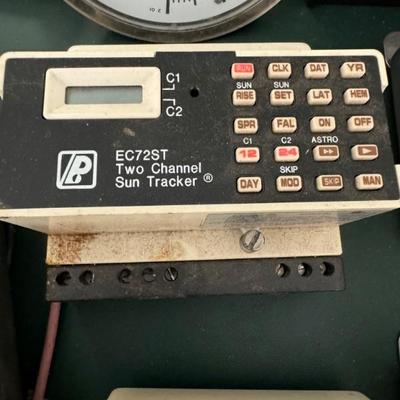 C1
C2
EC72ST
Two Channel
Sun Tracker ®
RUN CLK DAT YR
SUN SUN
RISE SET LAT HEM
SPR FAL ON OFF
C1 C2 ASTRO
12 24
SKIP
DAY MOD SKIP MAN